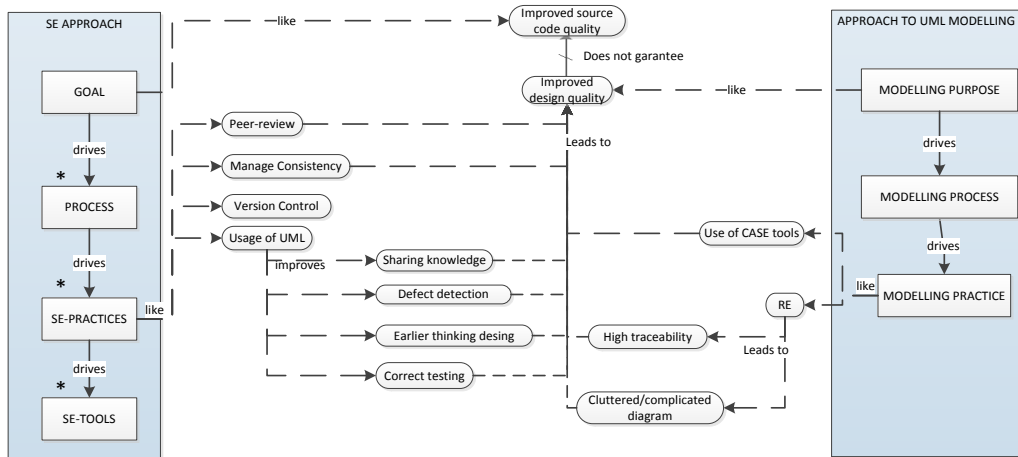 SE APPROACH
GOAL
drives
*
PROCESS
drives
*
SE-PRACTICES
like
drives
*
SE-TOOLS
like
Improved source
code quality
Does not garantee
Improved
design quality
like
Leads to
Peer-review
Manage Consistency
Version Control
Usage of UML
improves
Sharing knowledge
Defect detection
Earlier thinking desing
Correct testing
Use of CASE tools
RE
Leads to
High traceability
Cluttered/complicated
diagram
APPROACH TO UML MODELLING
MODELLING PURPOSE
drives
MODELLING PROCESS
drives
like
MODELLING PRACTICE